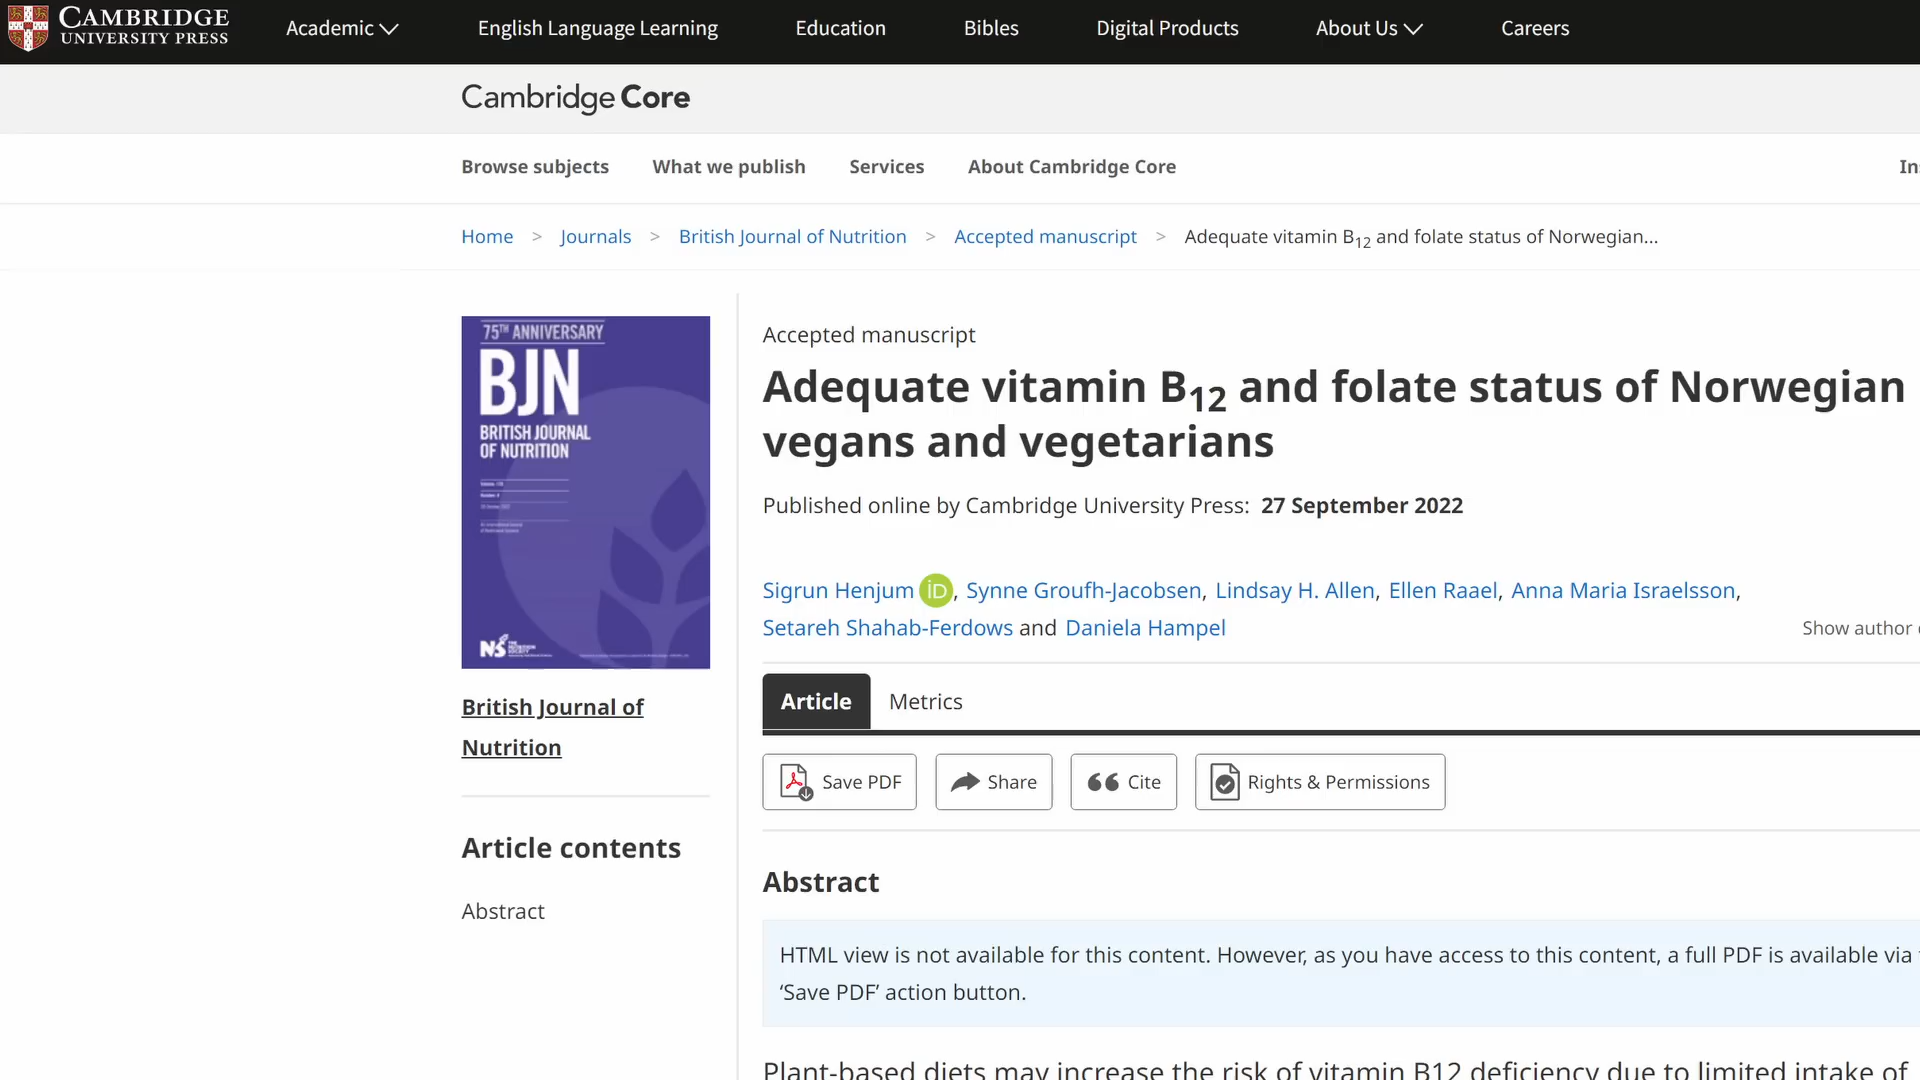 CAMBRIDGE
UNIVERSITY PRESS
Academic
English Language Learning
Education
Bibles
Digital Products
About Us
Careers
Cambridge Core
Browse subjects
What we publish
Services
About Cambridge Core
Home > Journals > British Journal of Nutrition > Accepted manuscript > Adequate vitamin B12 and folate status of Norwegian...
75TH ANNIVERSARY
BJN
BRITISH JOURNAL
OF NUTRITION
NS
British Journal of
Nutrition
Article contents
Abstract
Accepted manuscript
Adequate vitamin B12 and folate status of Norwegian
vegans and vegetarians
Published online by Cambridge University Press: 27 September 2022
Sigrun Henjum iD, Synne Groufh-Jacobsen, Lindsay H. Allen, Ellen Raael, Anna Maria Israelsson,
Setareh Shahab-Ferdows and Daniela Hampel
Show author
Article
Metrics
Save PDF
Share
Cite
Rights & Permissions
Abstract
HTML view is not available for this content. However, as you have access to this content, a full PDF is available via
‘Save PDF’ action button.
Plant-based diets may increase the risk of vitamin B12 deficiency due to limited intake of